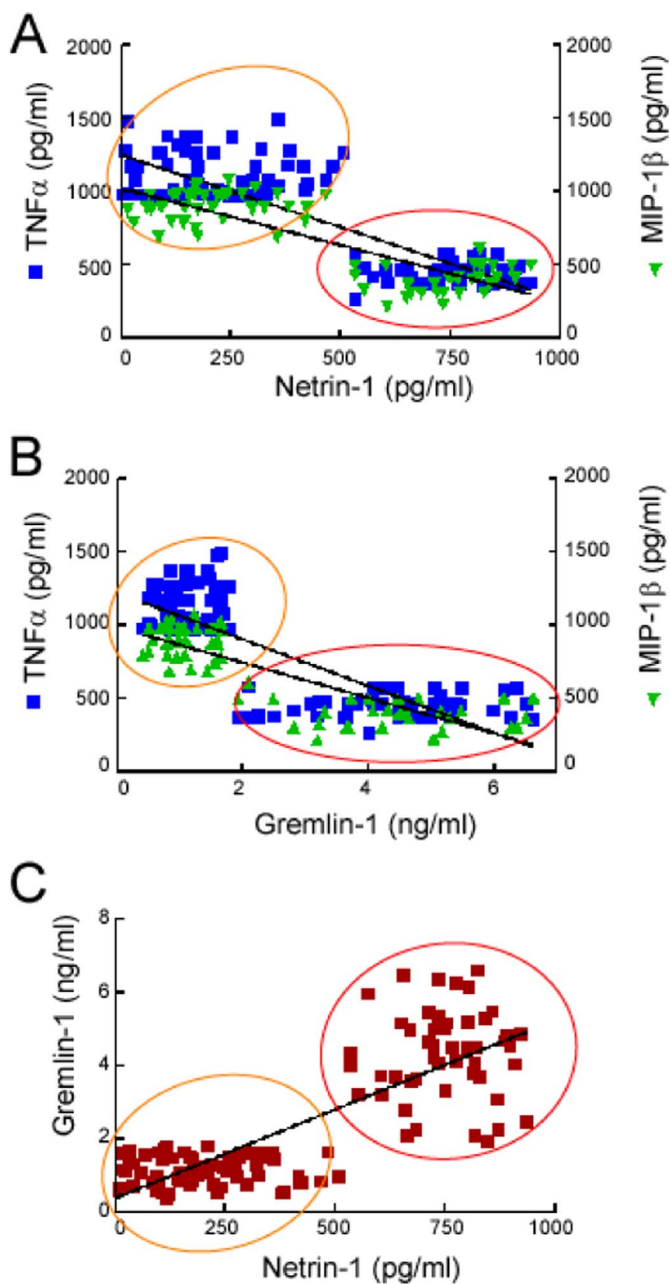 A
2000
1500
1000
500
0
TNFα (pg/ml)
2000
1500
1000
500
0
MIP-1β (pg/ml)
0 250 500 750 1000
Netrin-1 (pg/ml)
B
2000
1500
1000
500
0
TNFα (pg/ml)
2000
1500
1000
500
0
MIP-1β (pg/ml)
0 2 4 6
Gremlin-1 (ng/ml)
C
8
6
4
2
0
Gremlin-1 (ng/ml)
0 250 500 750 1000
Netrin-1 (pg/ml)